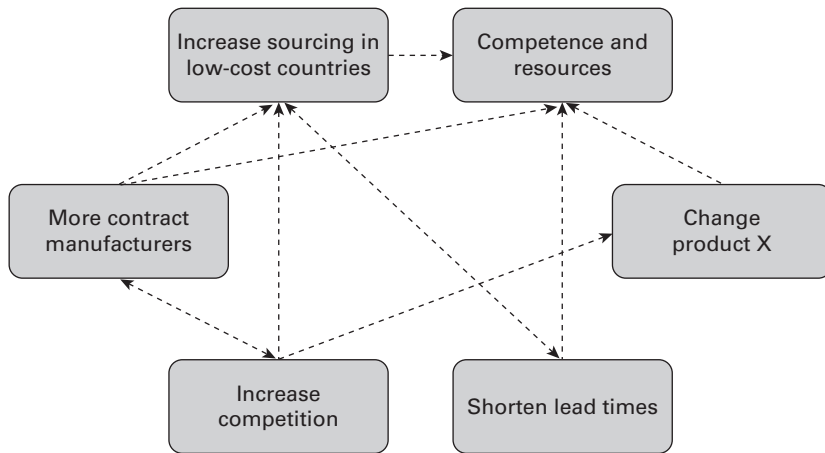 Increase sourcing in
low-cost countries
Competence and
resources
More contract
manufacturers
Change
product X
Increase
competition
Shorten lead times